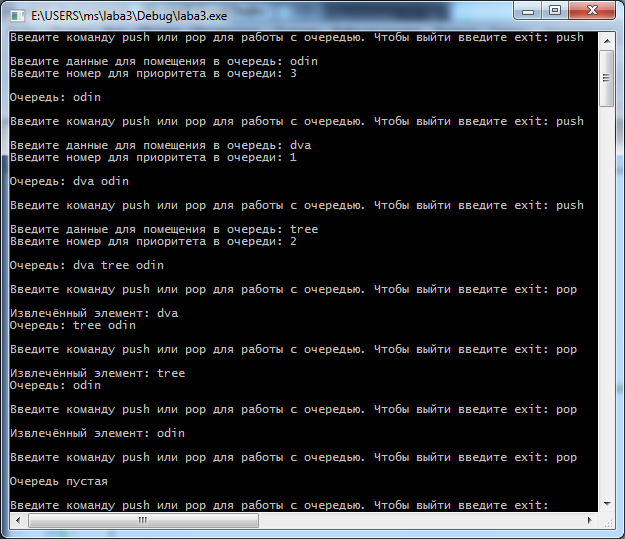 E:\USERS\ms\laba3\Debug\laba3.exe
Введите команду push или pop для работы с очередью. Чтобы выйти введите exit: push
Введите данные для помещения в очередь: odin
Введите номер для приоритета в очереди: 3
Очередь: odin
Введите команду push или pop для работы с очередью. Чтобы выйти введите exit: push
Введите данные для помещения в очередь: dva
Введите номер для приоритета в очереди: 1
Очередь: dva odin
Введите команду push или pop для работы с очередью. Чтобы выйти введите exit: push
Введите данные для помещения в очередь: tree
Введите номер для приоритета в очереди: 2
Очередь: dva tree odin
Введите команду push или pop для работы с очередью. Чтобы выйти введите exit: pop
Извлечённый элемент: dva
Очередь: tree odin
Введите команду push или pop для работы с очередью. Чтобы выйти введите exit: pop
Извлечённый элемент: tree
Очередь: odin
Введите команду push или pop для работы с очередью. Чтобы выйти введите exit: pop
Извлечённый элемент: odin
Введите команду push или pop для работы с очередью. Чтобы выйти введите exit: pop
Очередь пустая
Введите команду push или pop для работы с очередью. Чтобы выйти введите exit: